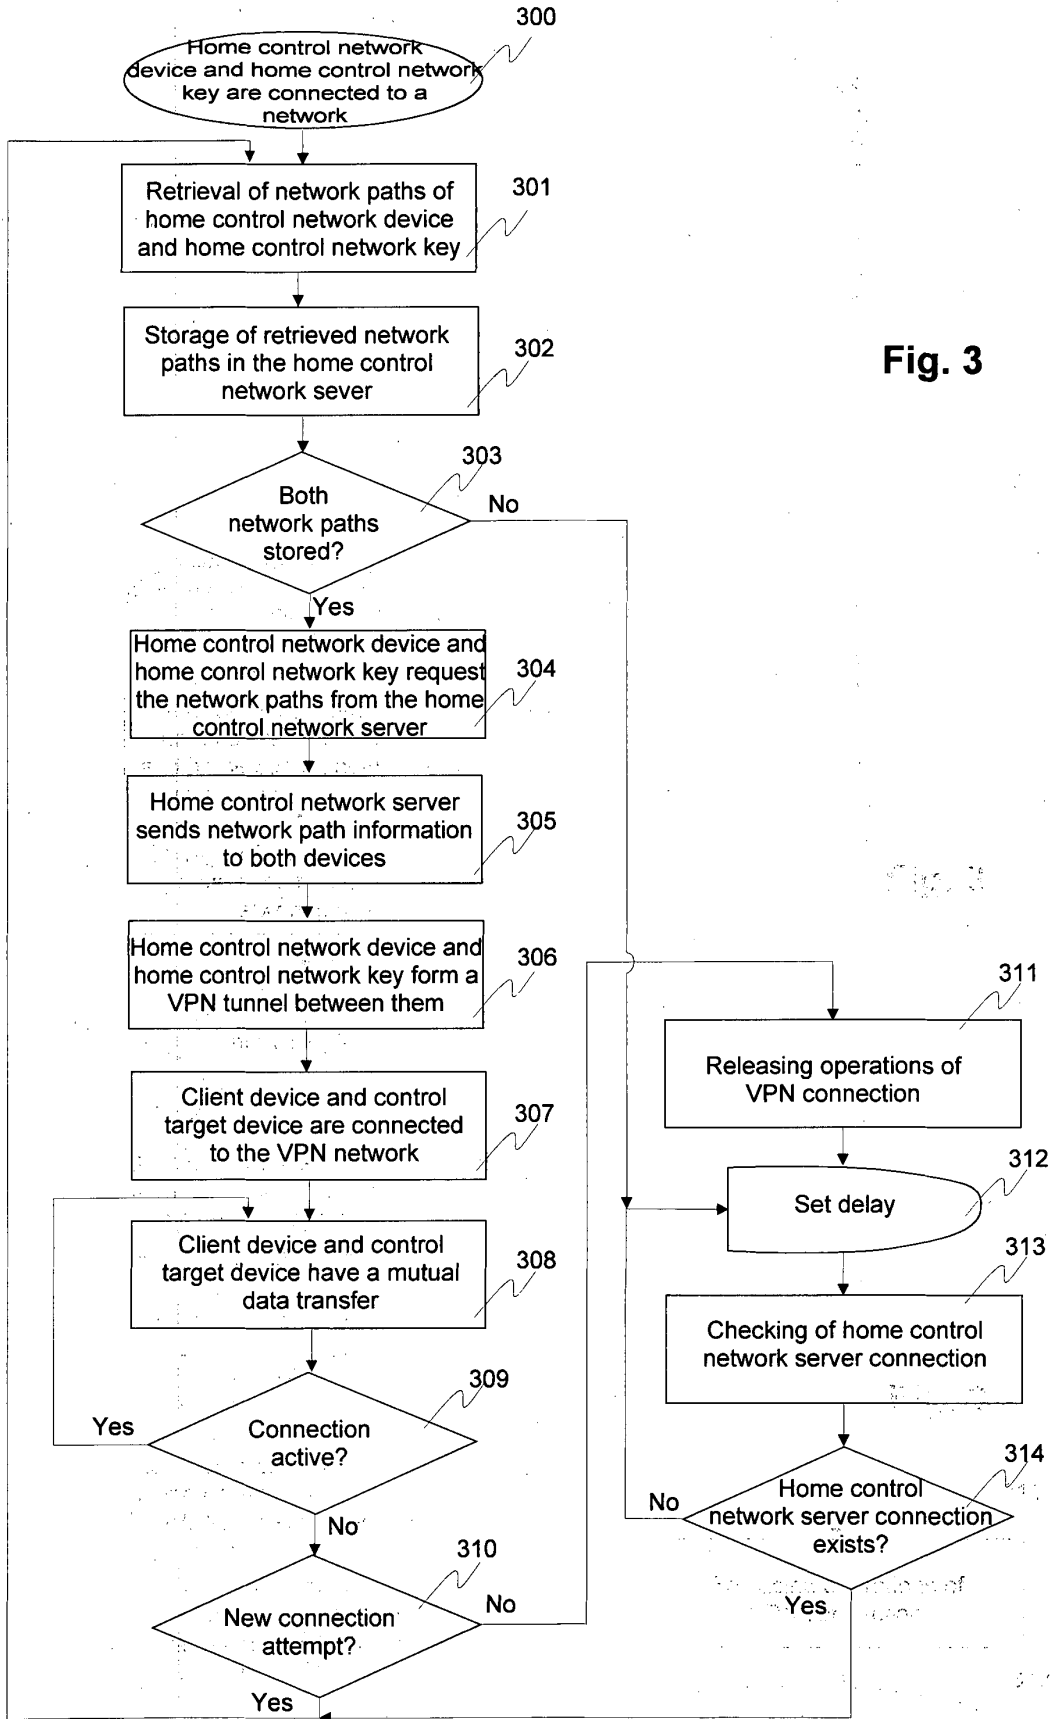 300
Home control network
device and home control network
key are connected to a
network
301
Retrieval of network paths of
home control network device
and home control network key
302
Storage of retrieved network
paths in the home control
network sever
Fig. 3
303
Both
network paths
stored?
No
Yes
304
Home control network device and
home conrol network key request
the network paths from the home
control network server
305
Home control network server
sends network path information
to both devices
306
Home control network device and
home control network key form a
VPN tunnel between them
311
Releasing operations of
VPN connection
307
Client device and control
target device are connected
to the VPN network
312
Set delay
308
Client device and control
target device have a mutual
data transfer
313
Checking of home control
network server connection
309
Connection
active?
Yes
No
314
Home control
network server connection
exists?
No
Yes
310
New connection
attempt?
No
Yes